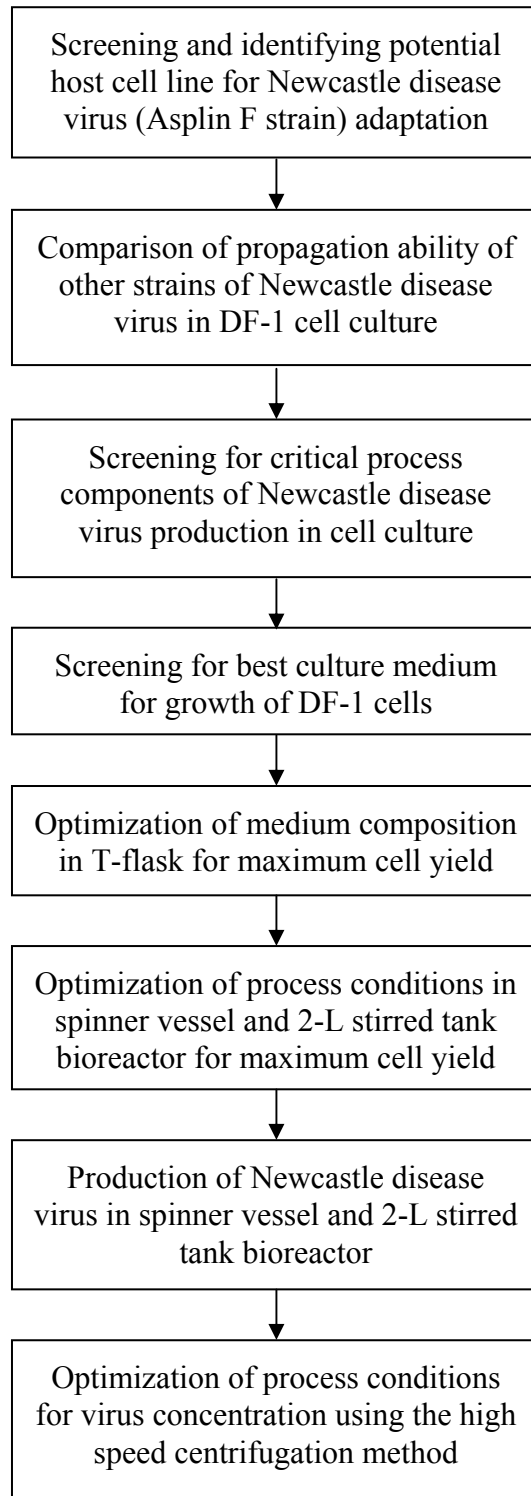 Screening and identifying potential
host cell line for Newcastle disease
virus (Asplin F strain) adaptation
Comparison of propagation ability of
other strains of Newcastle disease
virus in DF-1 cell culture
Screening for critical process
components of Newcastle disease
virus production in cell culture
Screening for best culture medium
for growth of DF-1 cells
Optimization of medium composition
in T-flask for maximum cell yield
Optimization of process conditions in
spinner vessel and 2-L stirred tank
bioreactor for maximum cell yield
Production of Newcastle disease
virus in spinner vessel and 2-L stirred
tank bioreactor
Optimization of process conditions
for virus concentration using the high
speed centrifugation method